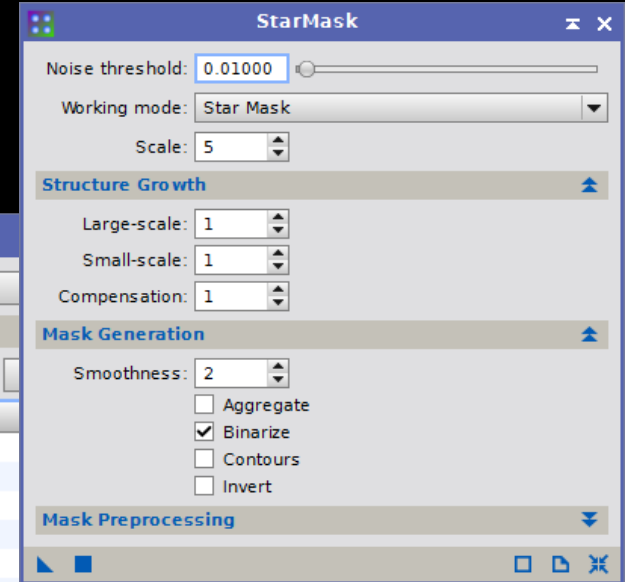 StarMask
Noise threshold: 0.01000
Working mode: Star Mask
Scale: 5
Structure Growth
Large-scale: 1
Small-scale: 1
Compensation: 1
Mask Generation
Smoothness: 2
Aggregate
Binarize
Contours
Invert
Mask Preprocessing